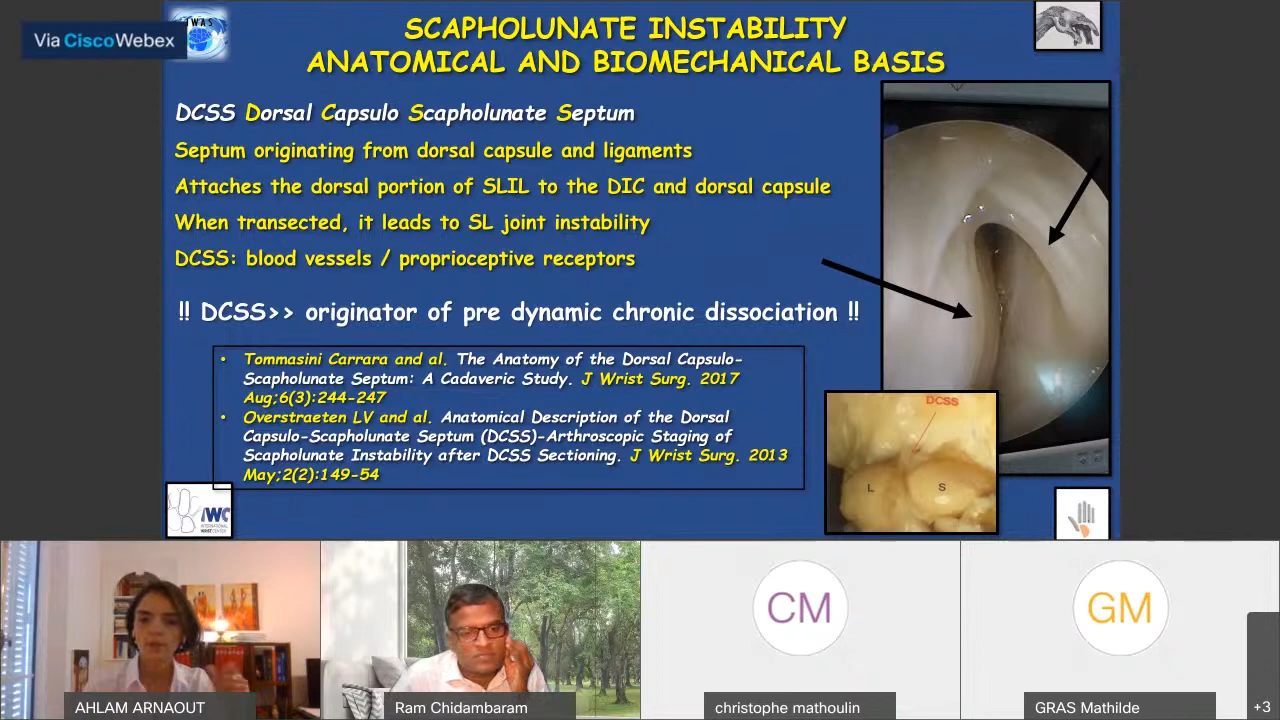 Via CiscoWebex
IWAS
SCAPHOLUNATE INSTABILITY
ANATOMICAL AND BIOMECHANICAL BASIS
DCSS Dorsal Capsulo Scapholunate Septum
Septum originating from dorsal capsule and ligaments
Attaches the dorsal portion of SLIL to the DIC and dorsal capsule
When transected, it leads to SL joint instability
DCSS: blood vessels / proprioceptive receptors
!! DCSS>> originator of pre dynamic chronic dissociation !!
• Tommasini Carrara and al. The Anatomy of the Dorsal Capsulo-
Scapholunate Septum: A Cadaveric Study. J Wrist Surg. 2017
Aug;6(3):244-247
• Overstraeten LV and al. Anatomical Description of the Dorsal
Capsulo-Scapholunate Septum (DCSS)-Arthroscopic Staging of
Scapholunate Instability after DCSS Sectioning. J Wrist Surg. 2013
May;2(2):149-54
DCSS
L
S
IWC
INTERNATIONAL
WRIST CENTER
CM
GM
AHLAM ARNAOUT
Ram Chidambaram
christophe mathoulin
GRAS Mathilde
+3